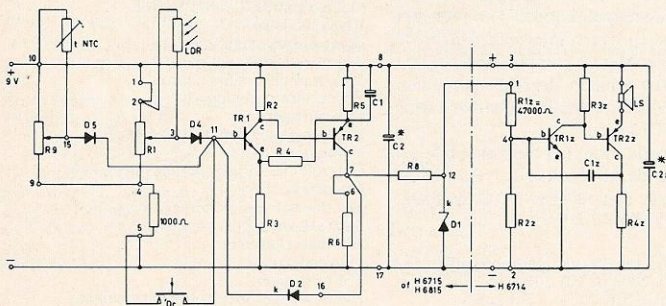 t NTC
LDR
10
8
+
3
+
9 V
1
2
R2
R5
C1
1
R1z =
47000Ω
R3z
LS
D5
D4
11
TR1
c
b
e
TR2
e
b
c
*
C2
4
TR1z
c
b
e
TR2z
e
b
c
R9
15
R1
3
R4
7
R8
12
C1z
*
C2z
9
4
1000Ω
R3
6
R6
k
D1
R2z
R4z
5
D2
k
16
17
2
−
−
Dr
of H6715
H6815
H6714